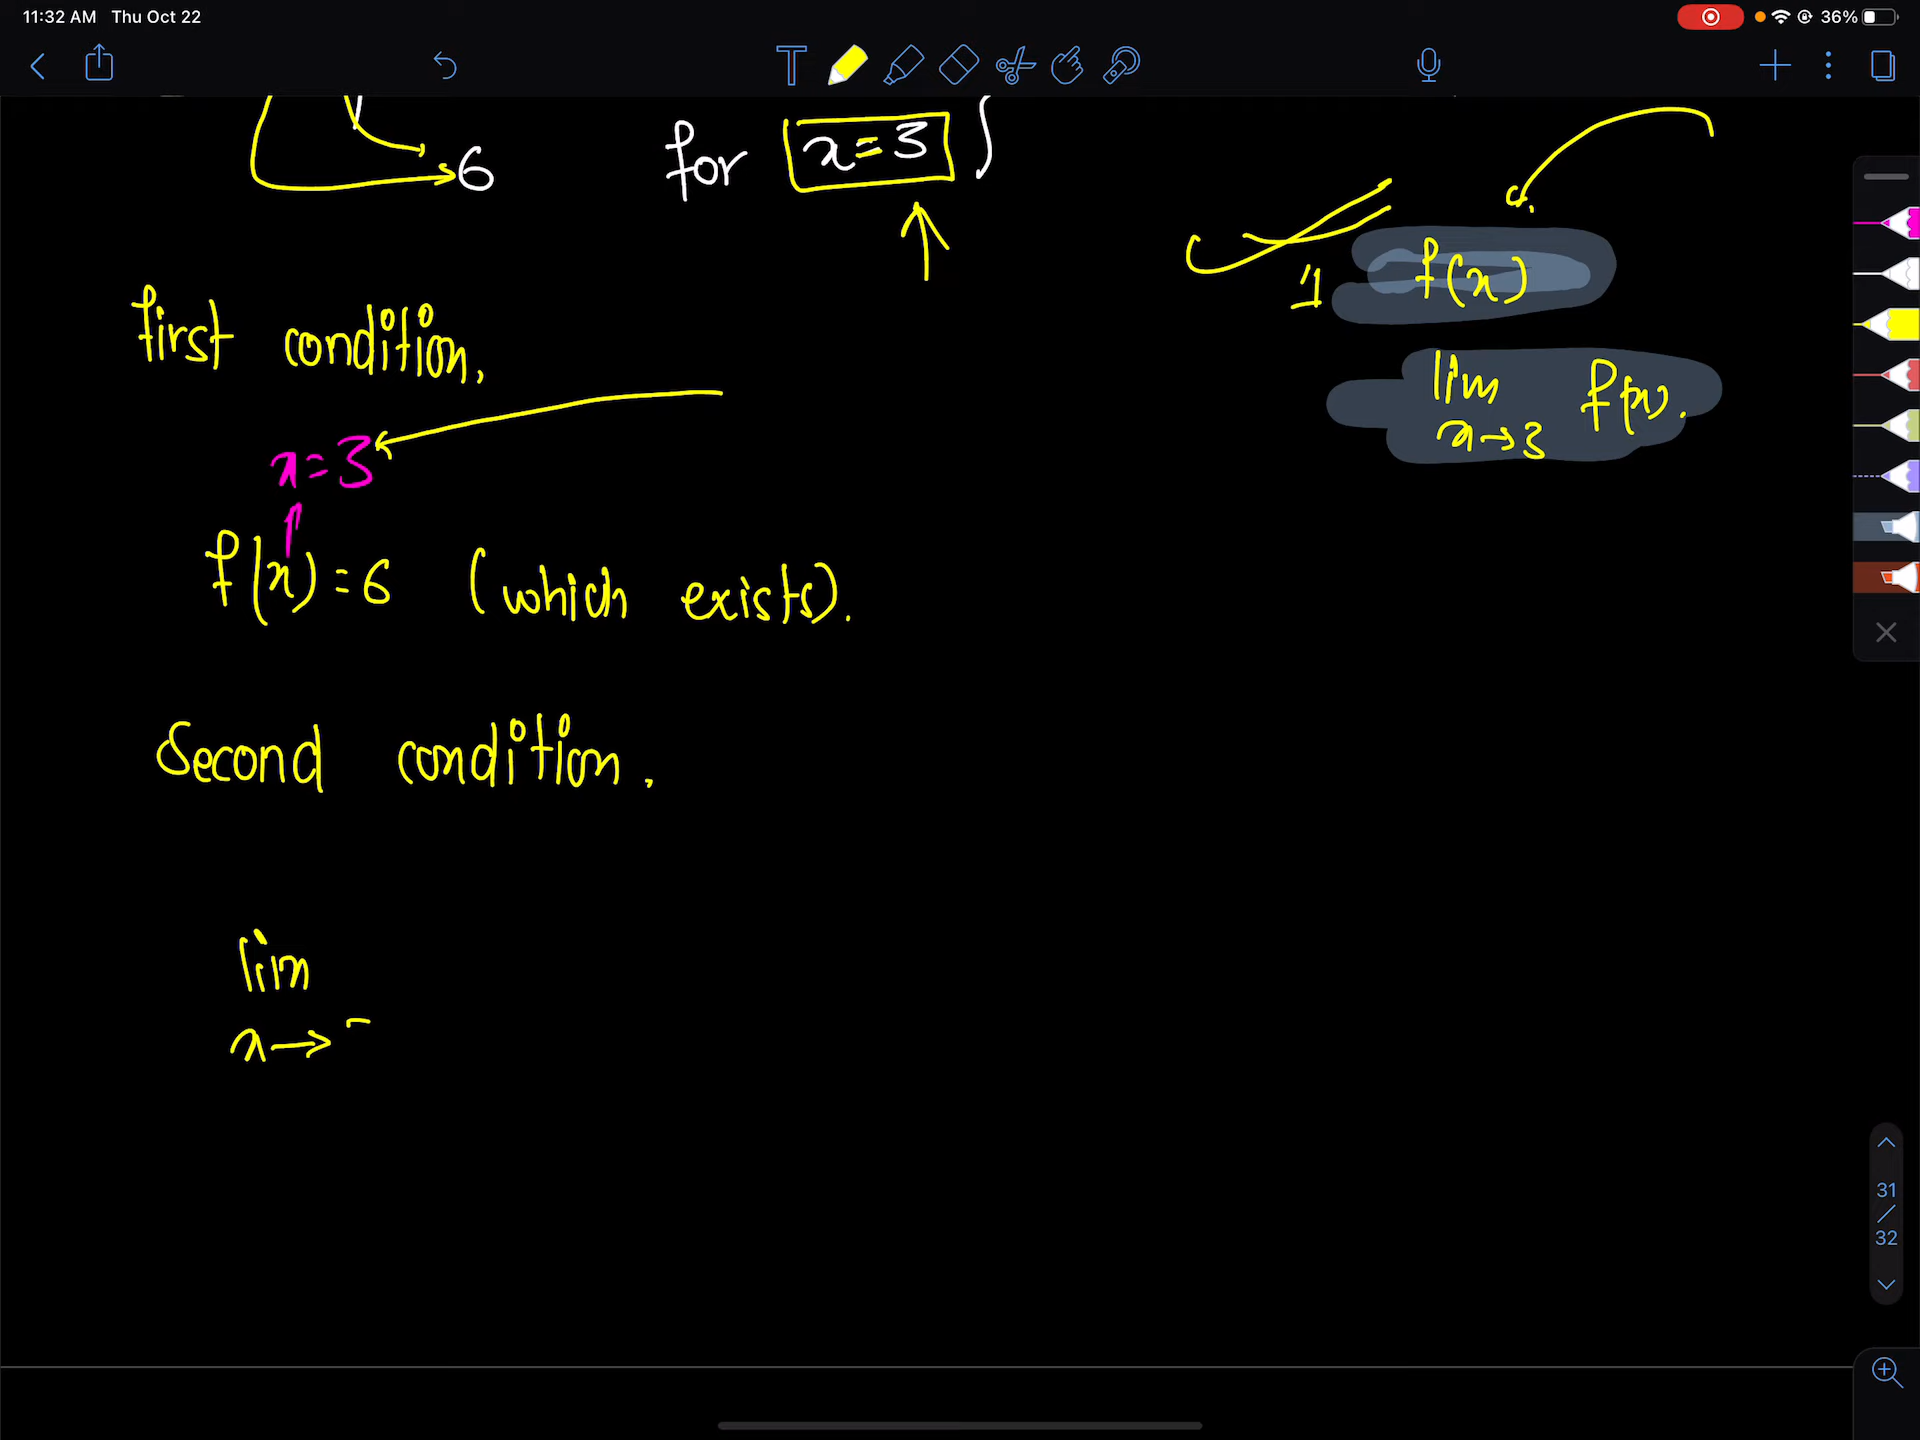 11:32 AM Thu Oct 22
36%
6 for x=3
1 f(x)
lim f(x).
x→3
first condition,
x=3
f(x)=6 (which exists).
Second condition.
lim
x→
31
/
32